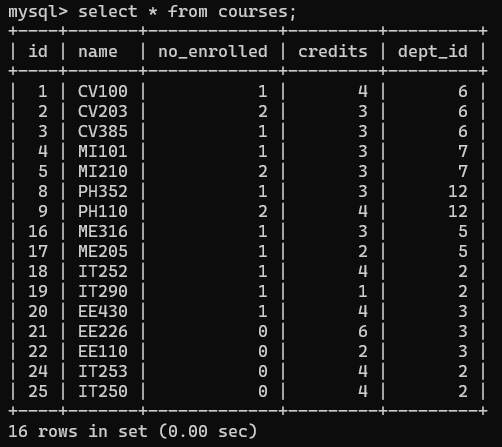 mysql> select * from courses;
+----+-------+-------------+---------+---------+
| id | name  | no_enrolled | credits | dept_id |
+----+-------+-------------+---------+---------+
|  1 | CV100 |           1 |       4 |       6 |
|  2 | CV203 |           2 |       3 |       6 |
|  3 | CV385 |           1 |       3 |       6 |
|  4 | MI101 |           1 |       3 |       7 |
|  5 | MI210 |           2 |       3 |       7 |
|  8 | PH352 |           1 |       3 |      12 |
|  9 | PH110 |           2 |       4 |      12 |
| 16 | ME316 |           1 |       3 |       5 |
| 17 | ME205 |           1 |       2 |       5 |
| 18 | IT252 |           1 |       4 |       2 |
| 19 | IT290 |           1 |       1 |       2 |
| 20 | EE430 |           1 |       4 |       3 |
| 21 | EE226 |           0 |       6 |       3 |
| 22 | EE110 |           0 |       2 |       3 |
| 24 | IT253 |           0 |       4 |       2 |
| 25 | IT250 |           0 |       4 |       2 |
+----+-------+-------------+---------+---------+
16 rows in set (0.00 sec)